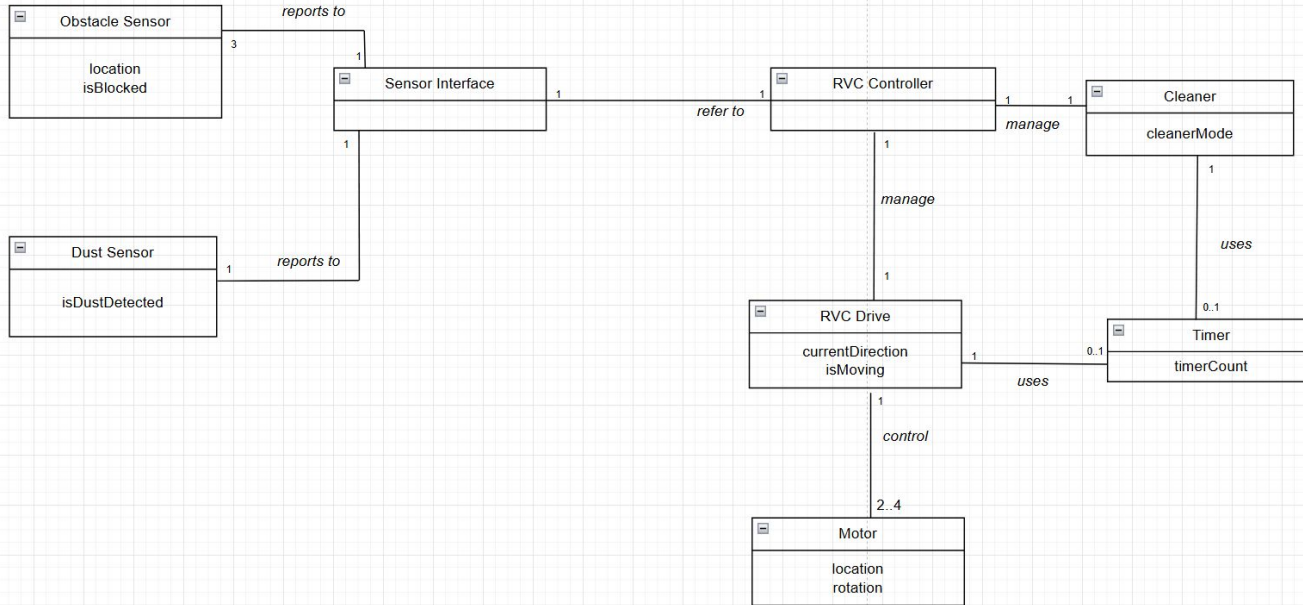 Obstacle Sensor
location
isBlocked
reports to
3
1
Sensor Interface
1
1
refer to
1
RVC Controller
1
manage
1
Cleaner
cleanerMode
1
manage
1
Dust Sensor
isDustDetected
1
reports to
1
uses
0..1
1
RVC Drive
currentDirection
isMoving
1
uses
0..1
Timer
timerCount
1
control
2..4
Motor
location
rotation